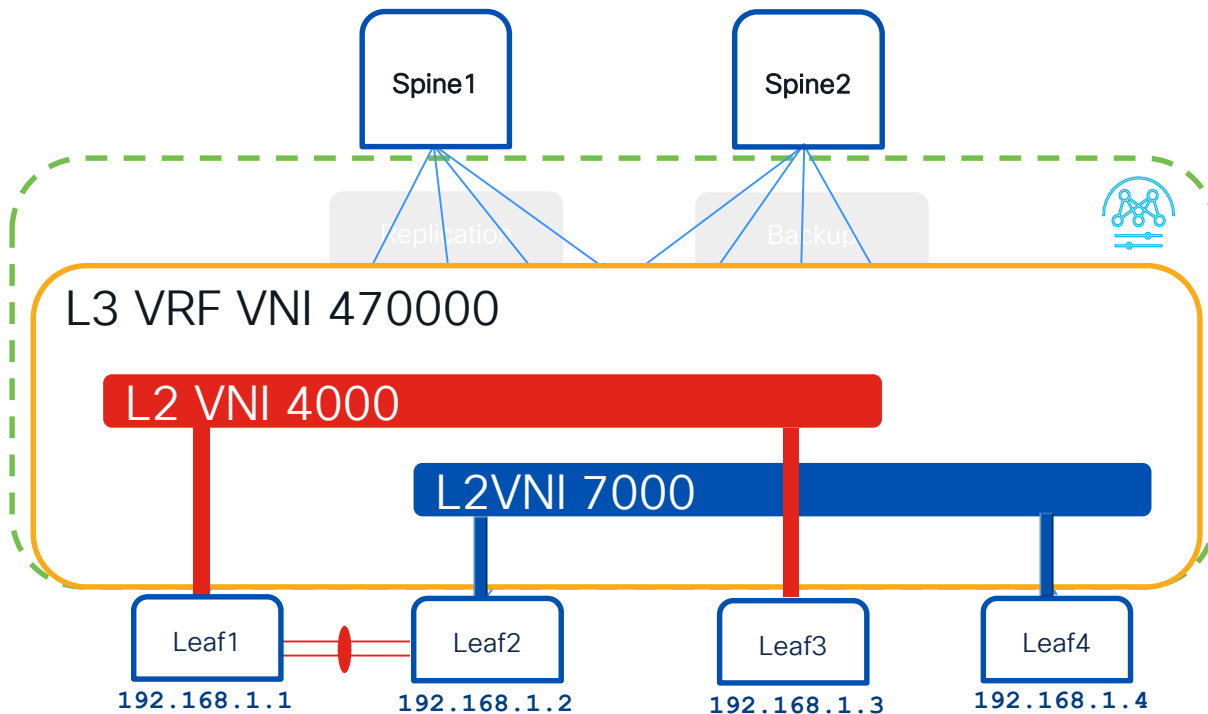 Spine1
Spine2
Replication
Backup
L3 VRF VNI 470000
L2 VNI 4000
L2VNI 7000
Leaf1
Leaf2
Leaf3
Leaf4
192.168.1.1
192.168.1.2
192.168.1.3
192.168.1.4